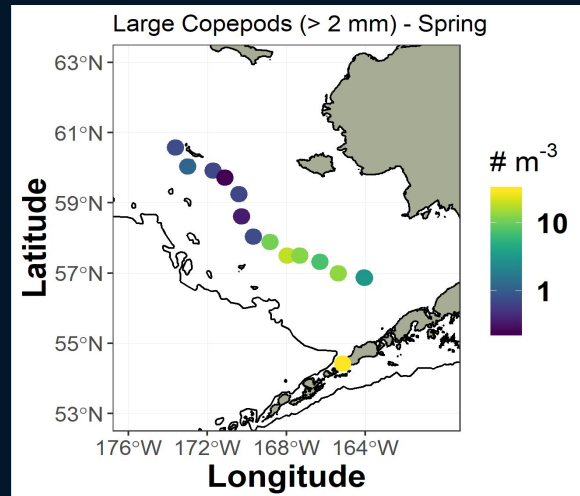 Large Copepods (> 2 mm) - Spring
63°N
61°N
59°N
57°N
55°N
53°N
Latitude
176°W 172°W 168°W 164°W
Longitude
# m⁻³
10
1